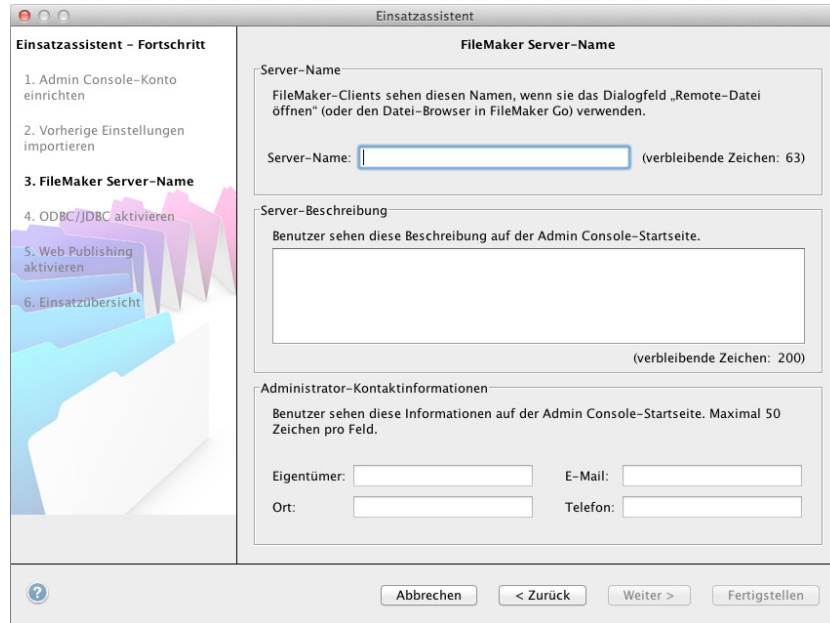 Einsatzassistent
Einsatzassistent – Fortschritt
1. Admin Console-Konto
einrichten
2. Vorherige Einstellungen
importieren
3. FileMaker Server-Name
4. ODBC/JDBC aktivieren
5. Web Publishing
aktivieren
6. Einsatzübersicht
FileMaker Server-Name
Server-Name
FileMaker-Clients sehen diesen Namen, wenn sie das Dialogfeld „Remote-Datei
öffnen“ (oder den Datei-Browser in FileMaker Go) verwenden.
Server-Name: (verbleibende Zeichen: 63)
Server-Beschreibung
Benutzer sehen diese Beschreibung auf der Admin Console-Startseite.
(verbleibende Zeichen: 200)
Administrator-Kontaktinformationen
Benutzer sehen diese Informationen auf der Admin Console-Startseite. Maximal 50
Zeichen pro Feld.
Eigentümer: E-Mail:
Ort: Telefon:
? Abbrechen < Zurück Weiter > Fertigstellen